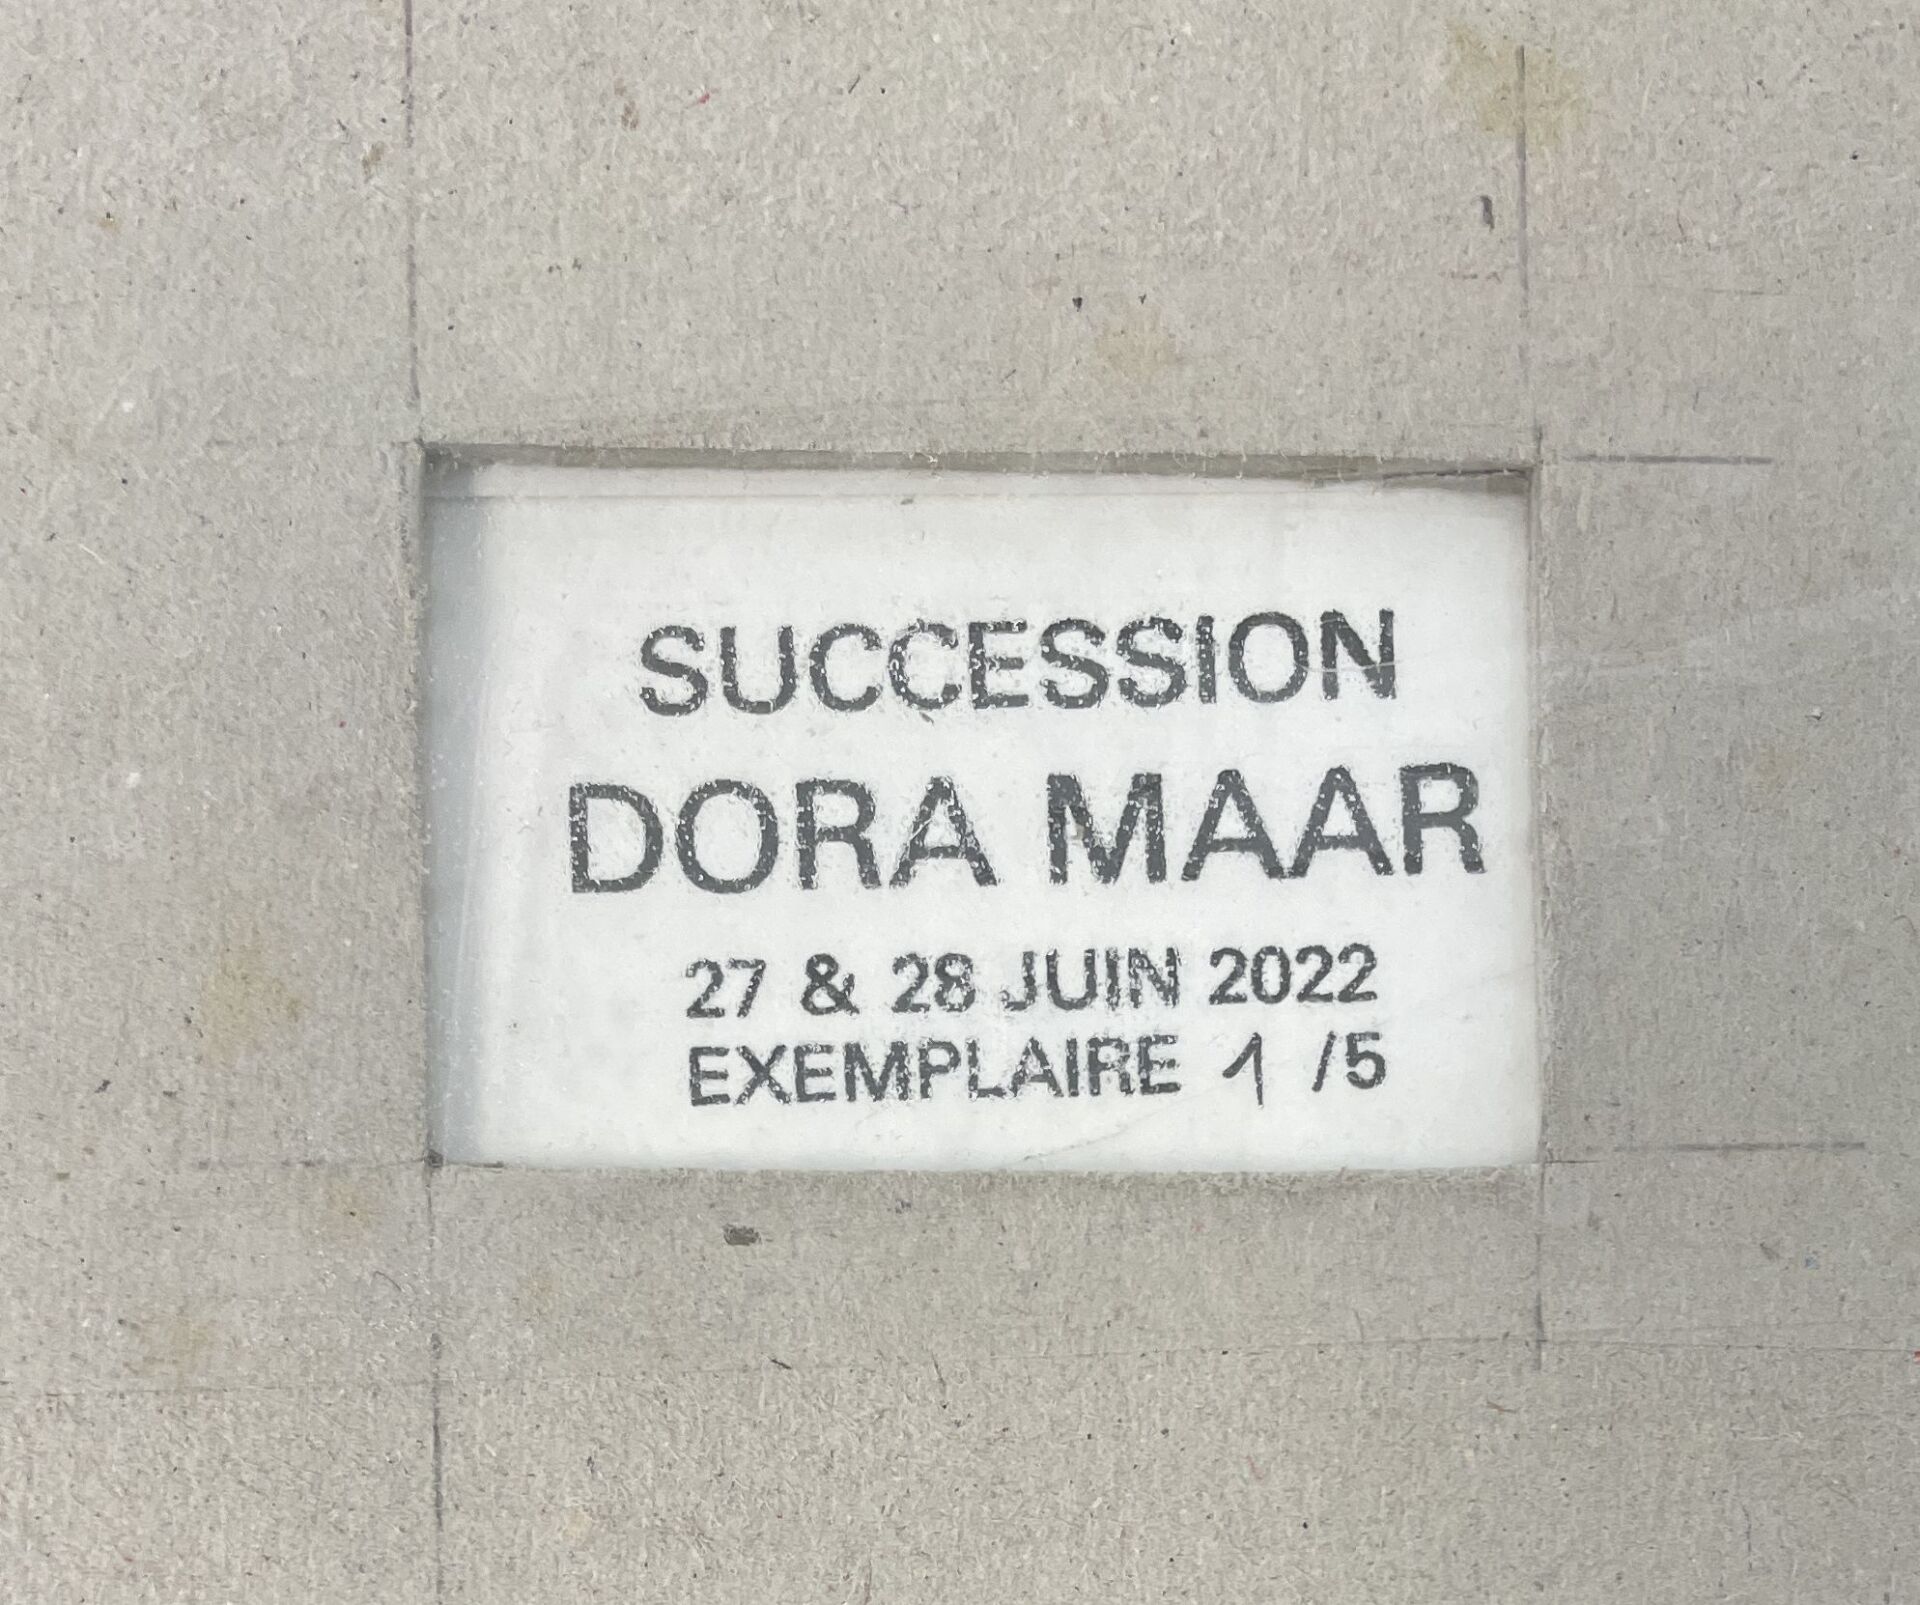 SUCCESSION
DORA MAAR
27 & 28 JUIN 2022
EXEMPLAIRE 1 /5